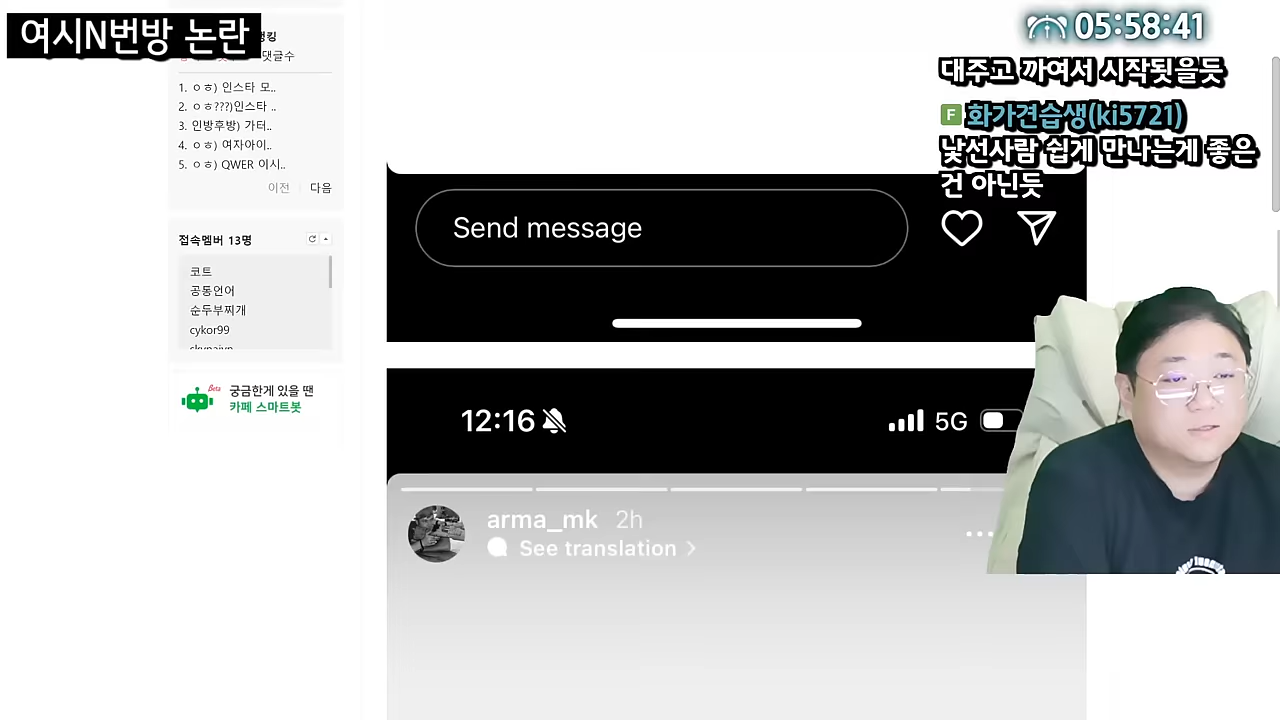 여시N번방 논란
댓글수
1. ㅇㅎ) 인스타 모..
2. ㅇㅎ???)인스타 ..
3. 인방후방) 가터..
4. ㅇㅎ) 여자아이..
5. ㅇㅎ) QWER 이시..
이전 다음
접속멤버 13명
코트
공동언어
순두부찌개
cykor99
Beta
궁금한게 있을 땐
카페 스마트봇
05:58:41
대주고 까여서 시작됫을듯
F 화가견습생(ki5721)
낯선사람 쉽게 만나는게 좋은
건 아닌듯
Send message
12:16
5G
arma_mk 2h
See translation